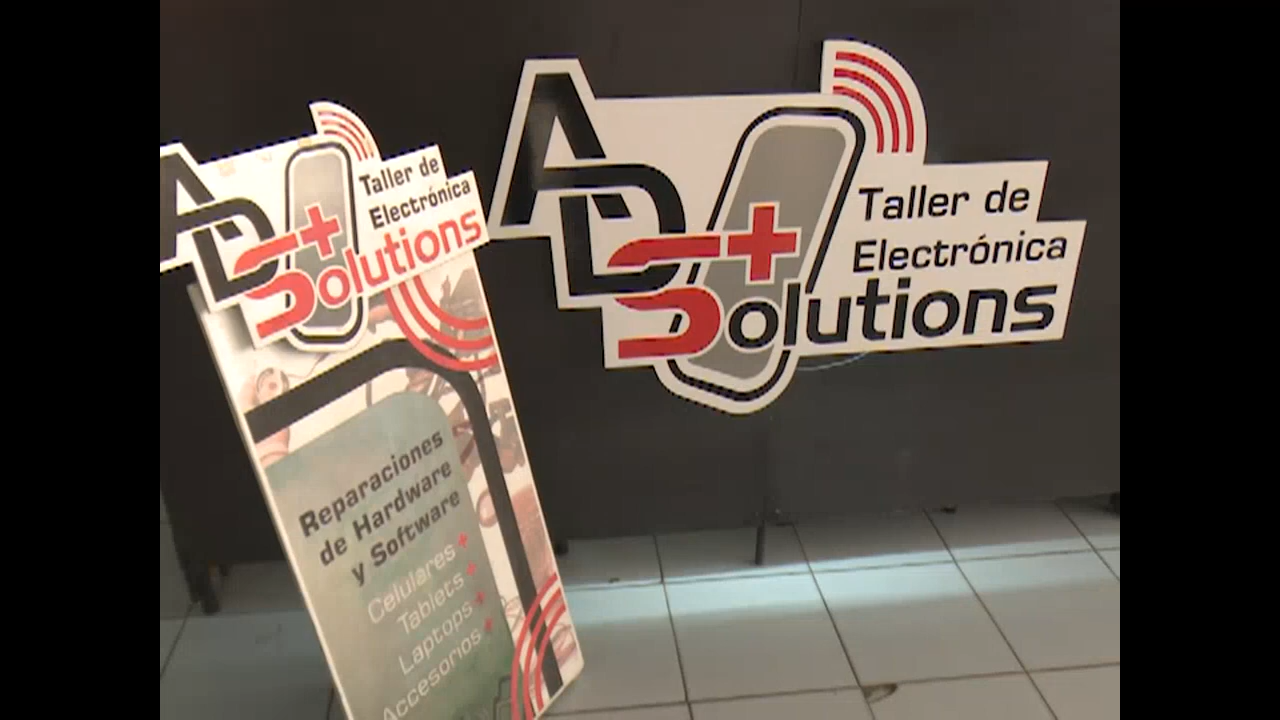 AD
Taller de
Electrónica
Solutions
Reparaciones
de Hardware
y Software
Celulares +
Tablets +
Laptops +
Accesorios +
AD+
Taller de
Electrónica
Solutions